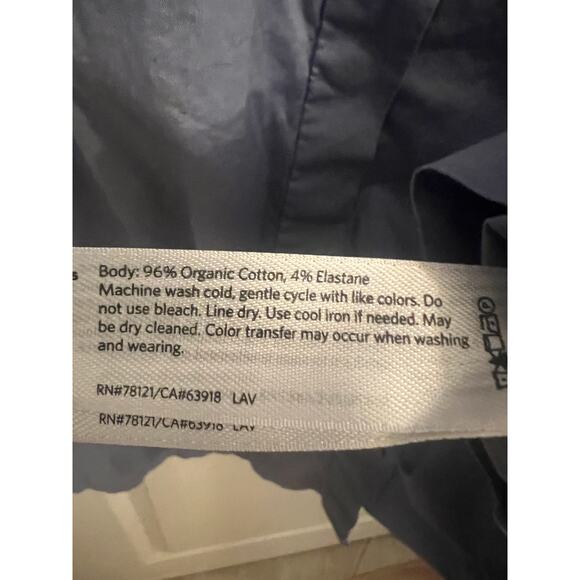 s
Body: 96% Organic Cotton, 4% Elastane
Machine wash cold, gentle cycle with like colors. Do
not use bleach. Line dry. Use cool iron if needed. May
be dry cleaned. Color transfer may occur when washing
and wearing.
RN#78121/CA#63918 LAV
RN#78121/CA#63918 LAV